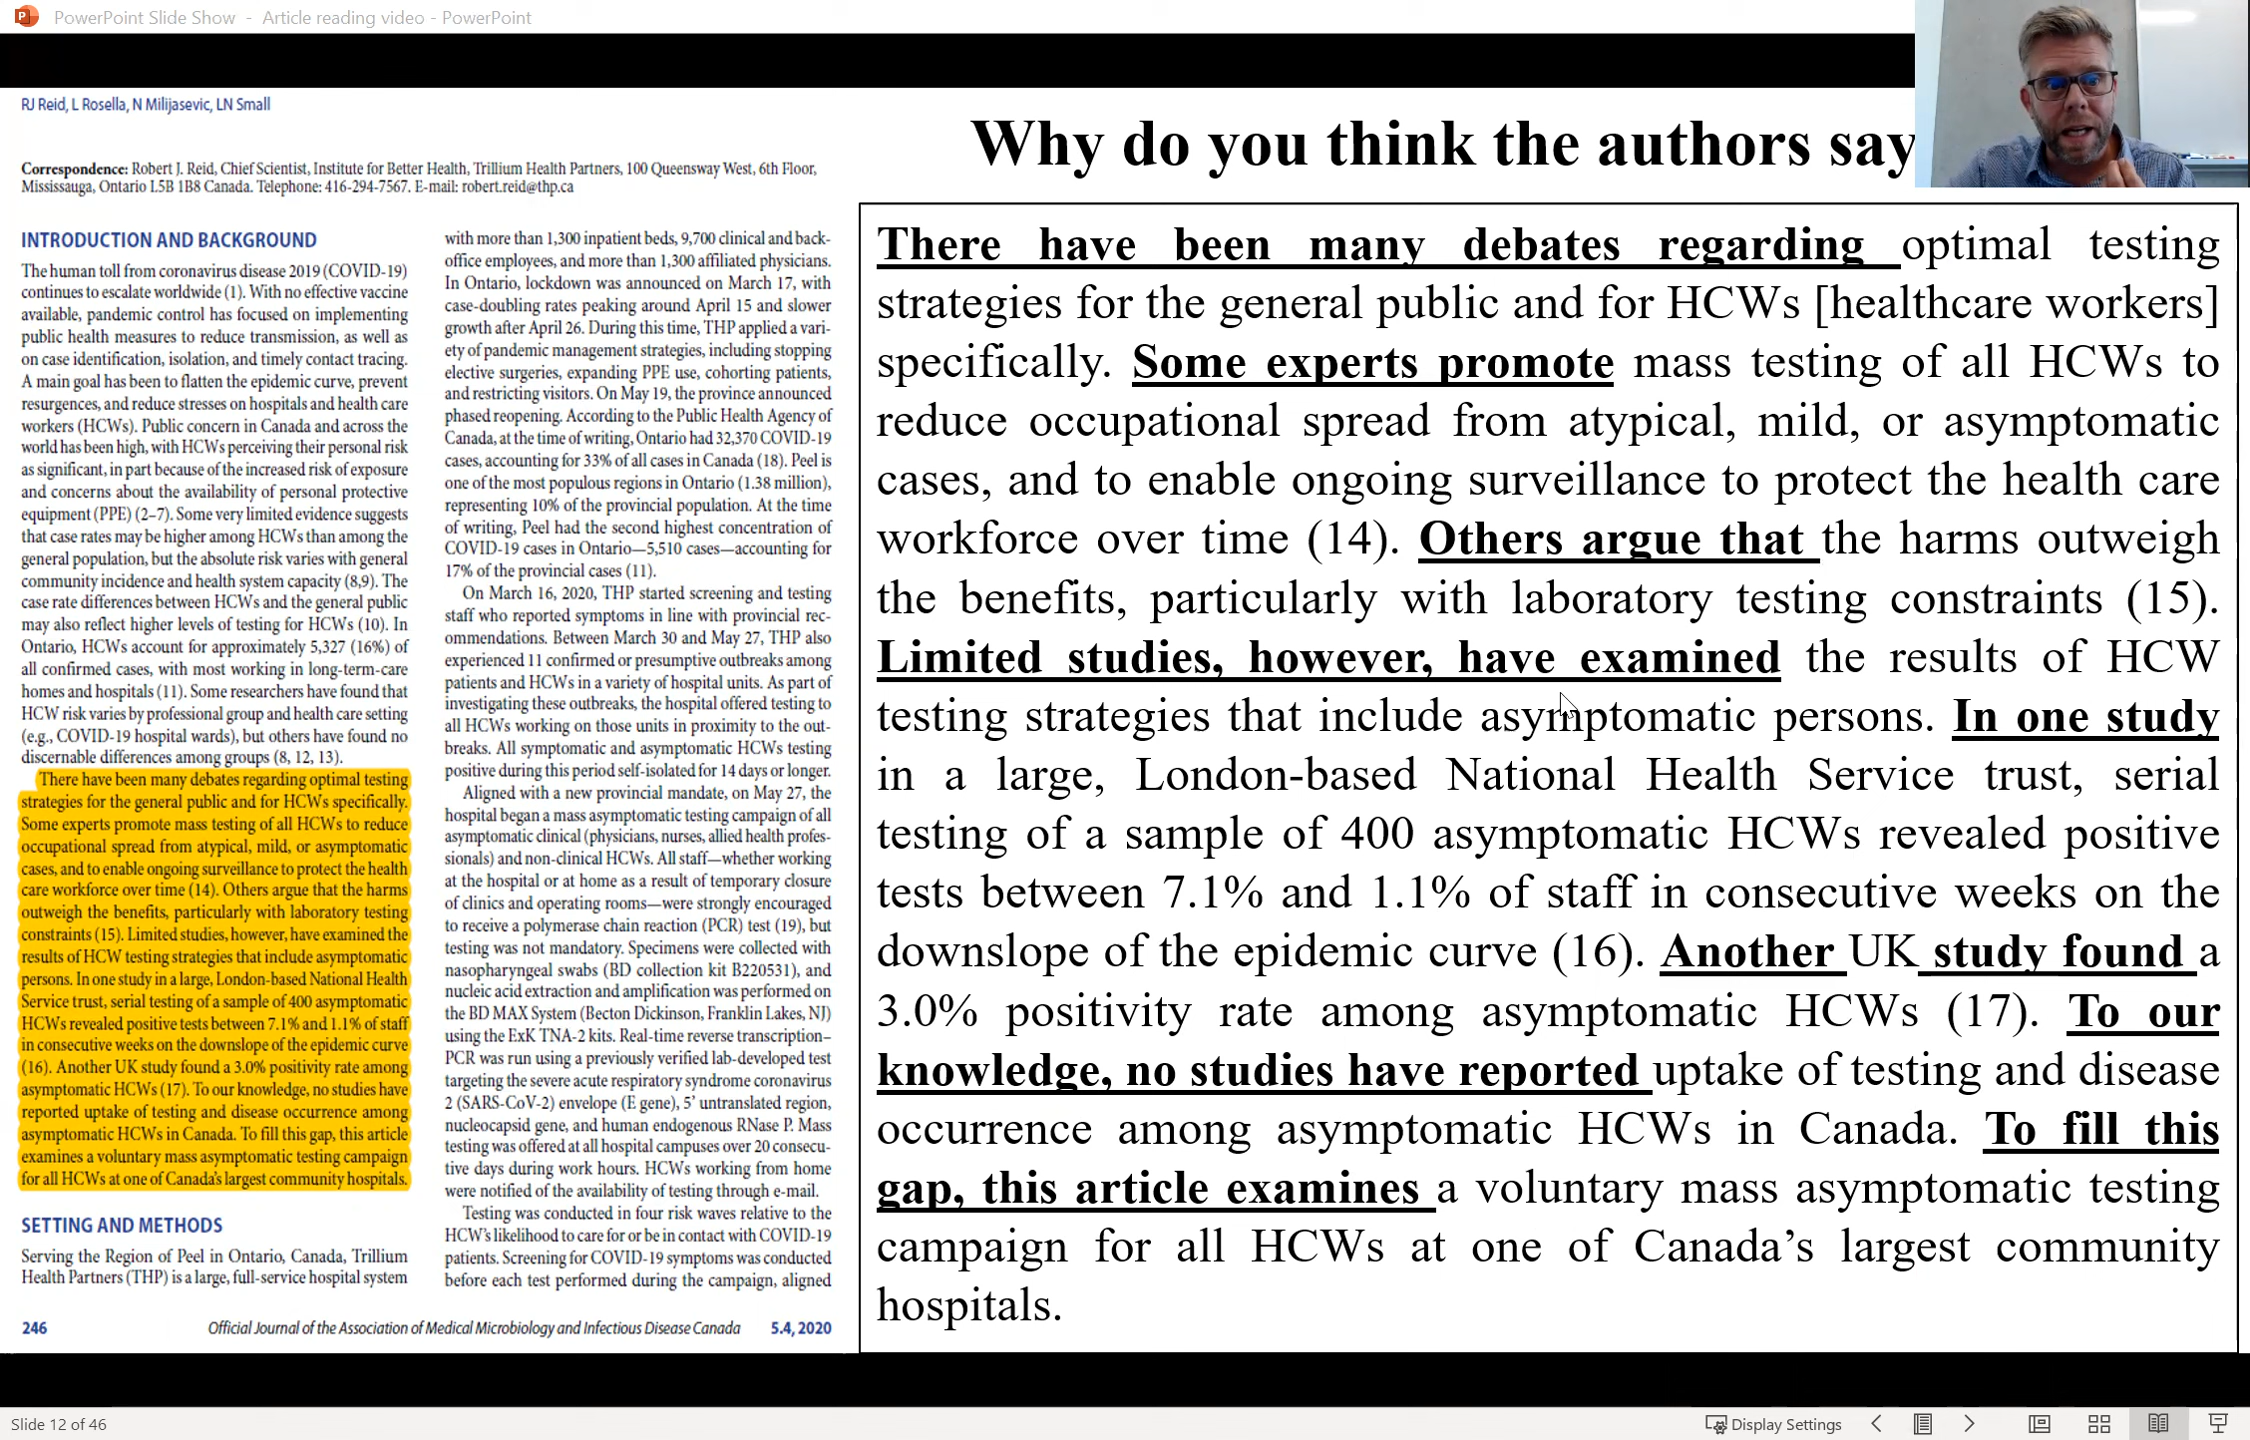 PowerPoint Slide Show - Article reading video - PowerPoint
RJ Reid, L Rosella, N Milijasevic, LN Small
Correspondence: Robert J. Reid, Chief Scientist, Institute for Better Health, Trillium Health Partners, 100 Queensway West, 6th Floor,
Mississauga, Ontario L5B 1B8 Canada. Telephone: 416-294-7567. E-mail: robert.reid@thp.ca
INTRODUCTION AND BACKGROUND
The human toll from coronavirus disease 2019 (COVID-19)
continues to escalate worldwide (1). With no effective vaccine
available, pandemic control has focused on implementing
public health measures to reduce transmission, as well as
on case identification, isolation, and timely contact tracing.
A main goal has been to flatten the epidemic curve, prevent
resurgences, and reduce stresses on hospitals and health care
workers (HCWs). Public concern in Canada and across the
world has been high, with HCWs perceiving their personal risk
as significant, in part because of the increased risk of exposure
and concerns about the availability of personal protective
equipment (PPE) (2–7). Some very limited evidence suggests
that case rates may be higher among HCWs than among the
general population, but the absolute risk varies with general
community incidence and health system capacity (8,9). The
case rate differences between HCWs and the general public
may also reflect higher levels of testing for HCWs (10). In
Ontario, HCWs account for approximately 5,327 (16%) of
all confirmed cases, with most working in long-term-care
homes and hospitals (11). Some researchers have found that
HCW risk varies by professional group and health care setting
(e.g., COVID-19 hospital wards), but others have found no
discernable differences among groups (8, 12, 13).
There have been many debates regarding optimal testing
strategies for the general public and for HCWs specifically.
Some experts promote mass testing of all HCWs to reduce
occupational spread from atypical, mild, or asymptomatic
cases, and to enable ongoing surveillance to protect the health
care workforce over time (14). Others argue that the harms
outweigh the benefits, particularly with laboratory testing
constraints (15). Limited studies, however, have examined the
results of HCW testing strategies that include asymptomatic
persons. In one study in a large, London-based National Health
Service trust, serial testing of a sample of 400 asymptomatic
HCWs revealed positive tests between 7.1% and 1.1% of staff
in consecutive weeks on the downslope of the epidemic curve
(16). Another UK study found a 3.0% positivity rate among
asymptomatic HCWs (17). To our knowledge, no studies have
reported uptake of testing and disease occurrence among
asymptomatic HCWs in Canada. To fill this gap, this article
examines a voluntary mass asymptomatic testing campaign
for all HCWs at one of Canada's largest community hospitals.
SETTING AND METHODS
Serving the Region of Peel in Ontario, Canada, Trillium
Health Partners (THP) is a large, full-service hospital system
with more than 1,300 inpatient beds, 9,700 clinical and back-
office employees, and more than 1,300 affiliated physicians.
In Ontario, lockdown was announced on March 17, with
case-doubling rates peaking around April 15 and slower
growth after April 26. During this time, THP applied a vari-
ety of pandemic management strategies, including stopping
elective surgeries, expanding PPE use, cohorting patients,
and restricting visitors. On May 19, the province announced
phased reopening. According to the Public Health Agency of
Canada, at the time of writing, Ontario had 32,370 COVID-19
cases, accounting for 33% of all cases in Canada (18). Peel is
one of the most populous regions in Ontario (1.38 million),
representing 10% of the provincial population. At the time
of writing, Peel had the second highest concentration of
COVID-19 cases in Ontario—5,510 cases—accounting for
17% of the provincial cases (11).
On March 16, 2020, THP started screening and testing
staff who reported symptoms in line with provincial rec-
ommendations. Between March 30 and May 27, THP also
experienced 11 confirmed or presumptive outbreaks among
patients and HCWs in a variety of hospital units. As part of
investigating these outbreaks, the hospital offered testing to
all HCWs working on those units in proximity to the out-
breaks. All symptomatic and asymptomatic HCWs testing
positive during this period self-isolated for 14 days or longer.
Aligned with a new provincial mandate, on May 27, the
hospital began a mass asymptomatic testing campaign of all
asymptomatic clinical (physicians, nurses, allied health profes-
sionals) and non-clinical HCWs. All staff—whether working
at the hospital or at home as a result of temporary closure
of clinics and operating rooms—were strongly encouraged
to receive a polymerase chain reaction (PCR) test (19), but
testing was not mandatory. Specimens were collected with
nasopharyngeal swabs (BD collection kit B220531), and
nucleic acid extraction and amplification was performed on
the BD MAX System (Becton Dickinson, Franklin Lakes, NJ)
using the ExK TNA-2 kits. Real-time reverse transcription–
PCR was run using a previously verified lab-developed test
targeting the severe acute respiratory syndrome coronavirus
2 (SARS-CoV-2) envelope (E gene), 5' untranslated region,
nucleocapsid gene, and human endogenous RNase P. Mass
testing was offered at all hospital campuses over 20 consecu-
tive days during work hours. HCWs working from home
were notified of the availability of testing through e-mail.
Testing was conducted in four risk waves relative to the
HCW's likelihood to care for or be in contact with COVID-19
patients. Screening for COVID-19 symptoms was conducted
before each test performed during the campaign, aligned
246 Official Journal of the Association of Medical Microbiology and Infectious Disease Canada 5.4, 2020
Why do you think the authors say
There have been many debates regarding optimal testing
strategies for the general public and for HCWs [healthcare workers]
specifically. Some experts promote mass testing of all HCWs to
reduce occupational spread from atypical, mild, or asymptomatic
cases, and to enable ongoing surveillance to protect the health care
workforce over time (14). Others argue that the harms outweigh
the benefits, particularly with laboratory testing constraints (15).
Limited studies, however, have examined the results of HCW
testing strategies that include asymptomatic persons. In one study
in a large, London-based National Health Service trust, serial
testing of a sample of 400 asymptomatic HCWs revealed positive
tests between 7.1% and 1.1% of staff in consecutive weeks on the
downslope of the epidemic curve (16). Another UK study found a
3.0% positivity rate among asymptomatic HCWs (17). To our
knowledge, no studies have reported uptake of testing and disease
occurrence among asymptomatic HCWs in Canada. To fill this
gap, this article examines a voluntary mass asymptomatic testing
campaign for all HCWs at one of Canada's largest community
hospitals.
Slide 12 of 46
Display Settings